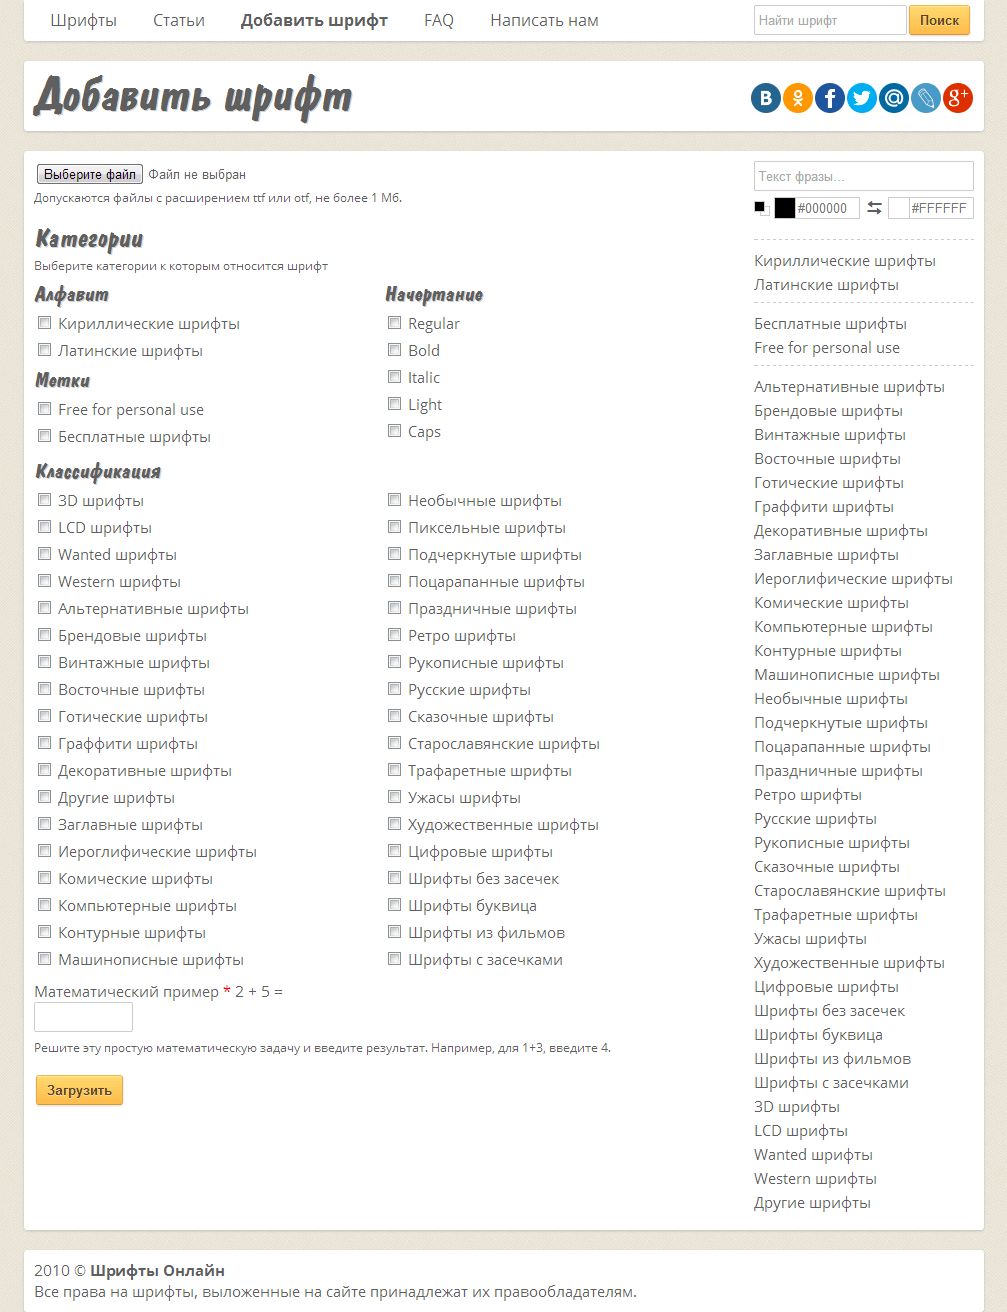 Шрифты Статьи Добавить шрифт FAQ Написать нам Найти шрифт Поиск
Добавить шрифт
Выберите файл Файл не выбран
Допускаются файлы с расширением ttf или otf, не более 1 Мб.
Категории
Выберите категории к которым относится шрифт
Алфавит
Кириллические шрифты
Латинские шрифты
Метки
Free for personal use
Бесплатные шрифты
Начертание
Regular
Bold
Italic
Light
Caps
Классификация
3D шрифты
LCD шрифты
Wanted шрифты
Western шрифты
Альтернативные шрифты
Брендовые шрифты
Винтажные шрифты
Восточные шрифты
Готические шрифты
Граффити шрифты
Декоративные шрифты
Другие шрифты
Заглавные шрифты
Иероглифические шрифты
Комические шрифты
Компьютерные шрифты
Контурные шрифты
Машинописные шрифты
Необычные шрифты
Пиксельные шрифты
Подчеркнутые шрифты
Поцарапанные шрифты
Праздничные шрифты
Ретро шрифты
Рукописные шрифты
Русские шрифты
Сказочные шрифты
Старославянские шрифты
Трафаретные шрифты
Ужасы шрифты
Художественные шрифты
Цифровые шрифты
Шрифты без засечек
Шрифты буквица
Шрифты из фильмов
Шрифты с засечками
Математический пример * 2 + 5 =
Решите эту простую математическую задачу и введите результат. Например, для 1+3, введите 4.
Загрузить
Текст фразы...
#000000 #FFFFFF
Кириллические шрифты
Латинские шрифты
Бесплатные шрифты
Free for personal use
Альтернативные шрифты
Брендовые шрифты
Винтажные шрифты
Восточные шрифты
Готические шрифты
Граффити шрифты
Декоративные шрифты
Заглавные шрифты
Иероглифические шрифты
Комические шрифты
Компьютерные шрифты
Контурные шрифты
Машинописные шрифты
Необычные шрифты
Подчеркнутые шрифты
Поцарапанные шрифты
Праздничные шрифты
Ретро шрифты
Русские шрифты
Рукописные шрифты
Сказочные шрифты
Старославянские шрифты
Трафаретные шрифты
Ужасы шрифты
Художественные шрифты
Цифровые шрифты
Шрифты без засечек
Шрифты буквица
Шрифты из фильмов
Шрифты с засечками
3D шрифты
LCD шрифты
Wanted шрифты
Western шрифты
Другие шрифты
2010 © Шрифты Онлайн
Все права на шрифты, выложенные на сайте принадлежат их правообладателям.